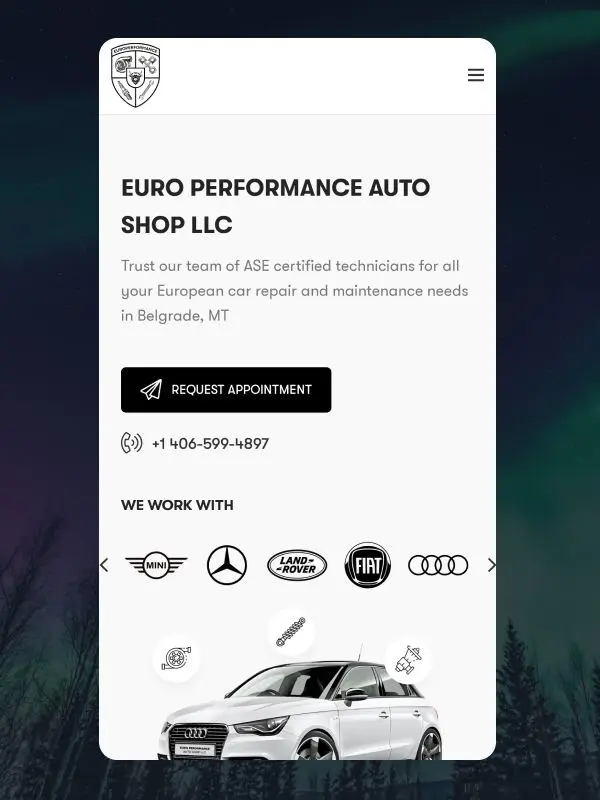 EUROPERFORMANCE
EURO PERFORMANCE AUTO
SHOP LLC
Trust our team of ASE certified technicians for all
your European car repair and maintenance needs
in Belgrade, MT
REQUEST APPOINTMENT
+1 406-599-4897
WE WORK WITH
MINI
LAND-
-ROVER
FIAT
EURO PERFORMANCE
AUTO SHOP LLC